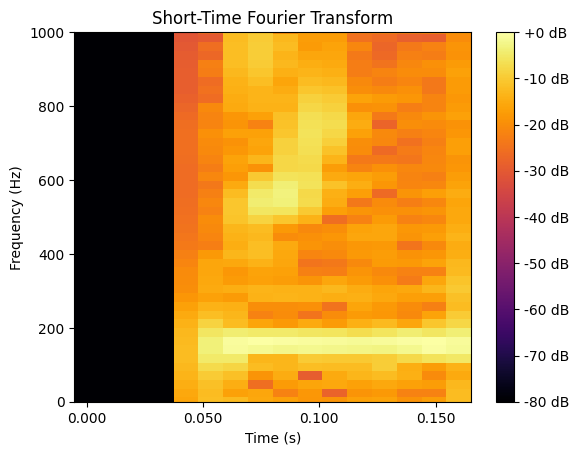 Short-Time Fourier Transform
1000
800
600
400
200
0
Frequency (Hz)
0.000
0.050
0.100
0.150
Time (s)
+0 dB
-10 dB
-20 dB
-30 dB
-40 dB
-50 dB
-60 dB
-70 dB
-80 dB